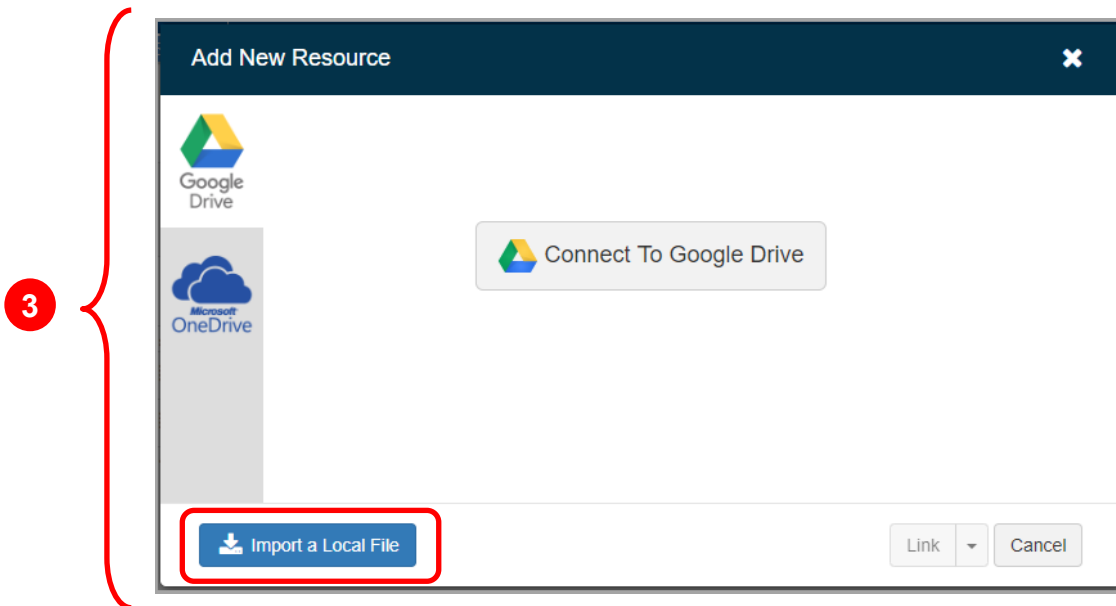 Add New Resource
Google
Drive
Connect To Google Drive
3
Microsoft
OneDrive
Import a Local File
Link
Cancel